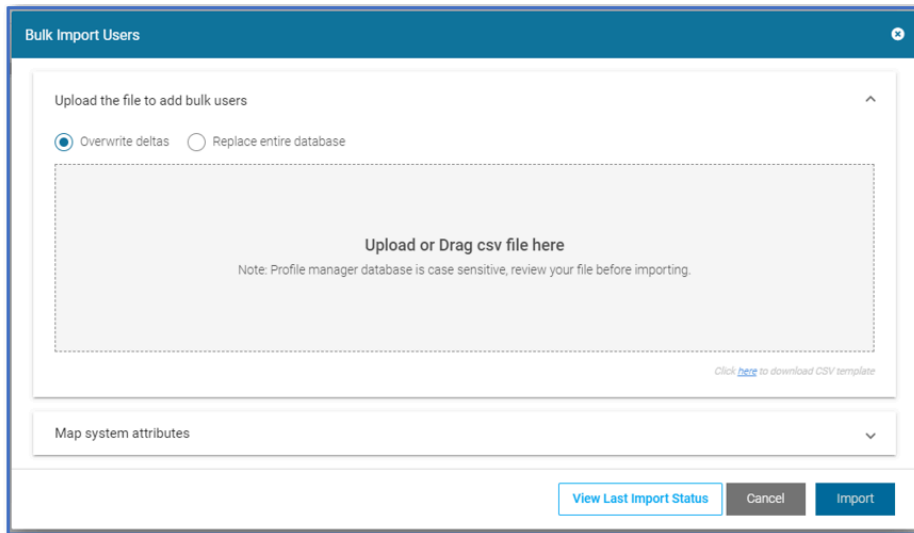 Bulk Import Users
Upload the file to add bulk users
Overwrite deltas Replace entire database
Upload or Drag csv file here
Note: Profile manager database is case sensitive, review your file before importing.
Click here to download CSV template
Map system attributes
View Last Import Status Cancel Import